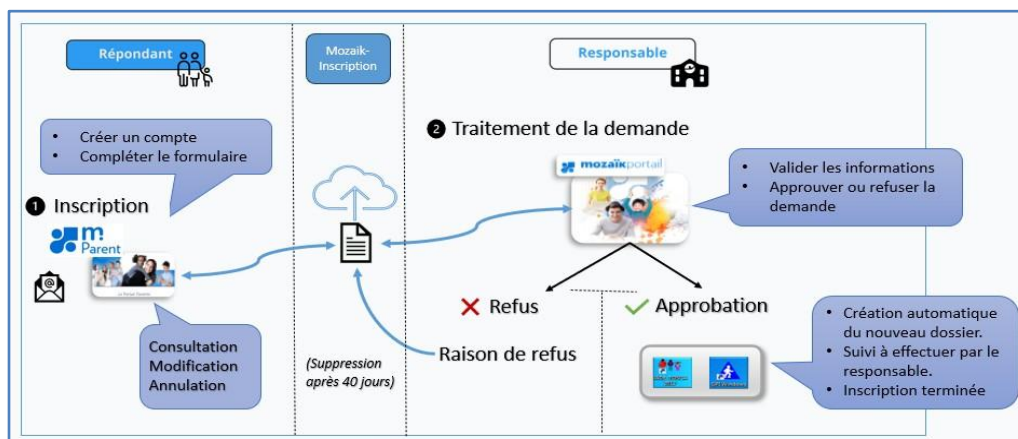 Répondant
Mozaik-
Inscription
Responsable
• Créer un compte
• Compléter le formulaire
❶ Inscription
m
Parent
Consultation
Modification
Annulation
(Suppression
après 40 jours)
❷ Traitement de la demande
mozaïkportail
• Valider les informations
• Approuver ou refuser la
demande
Refus
Approbation
Raison de refus
• Création automatique
du nouveau dossier.
• Suivi à effectuer par le
responsable.
• Inscription terminée